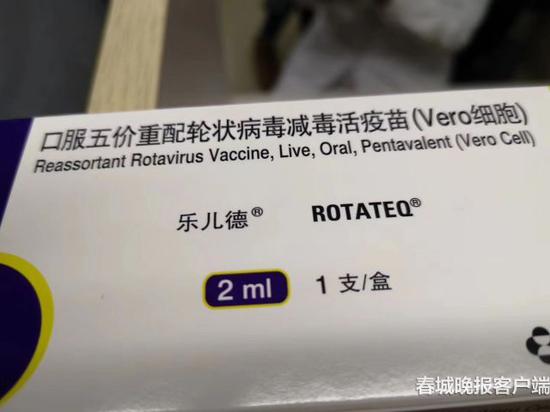 口服五价重配轮状病毒减毒活疫苗(Vero细胞)
Reassortant Rotavirus Vaccine, Live, Oral, Pentavalent (Vero Cell)
乐儿德® ROTATEQ®
2 ml 1 支/盒
春城晚报客户端